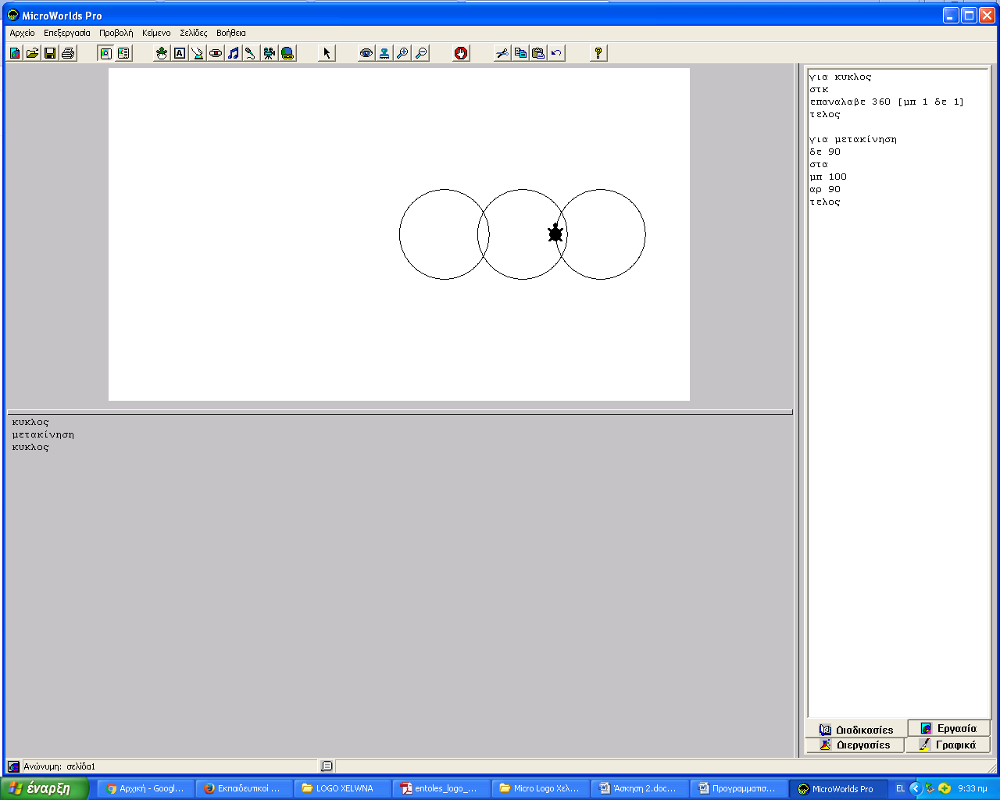 MicroWorlds Pro
Αρχείο Επεξεργασία Προβολή Κείμενο Σελίδες Βοήθεια
για κυκλος
στκ
επαναλαβε 360 [μπ 1 δε 1]
τελος
για μετακίνηση
δε 90
στα
μπ 100
αρ 90
τελος
κυκλος
μετακίνηση
κυκλος
Διαδικασίες Εργασία
Διεργασίες Γραφικά
Ανώνυμη: σελίδα1
έναρξη Αρχική - Googl... Εκπαιδευτικοί ... LOGO XELWNA entoles_logo_... Micro Logo Χελ... Άσκηση 2.doc... Προγραμματισ... MicroWorlds Pro EL 9:33 πμ